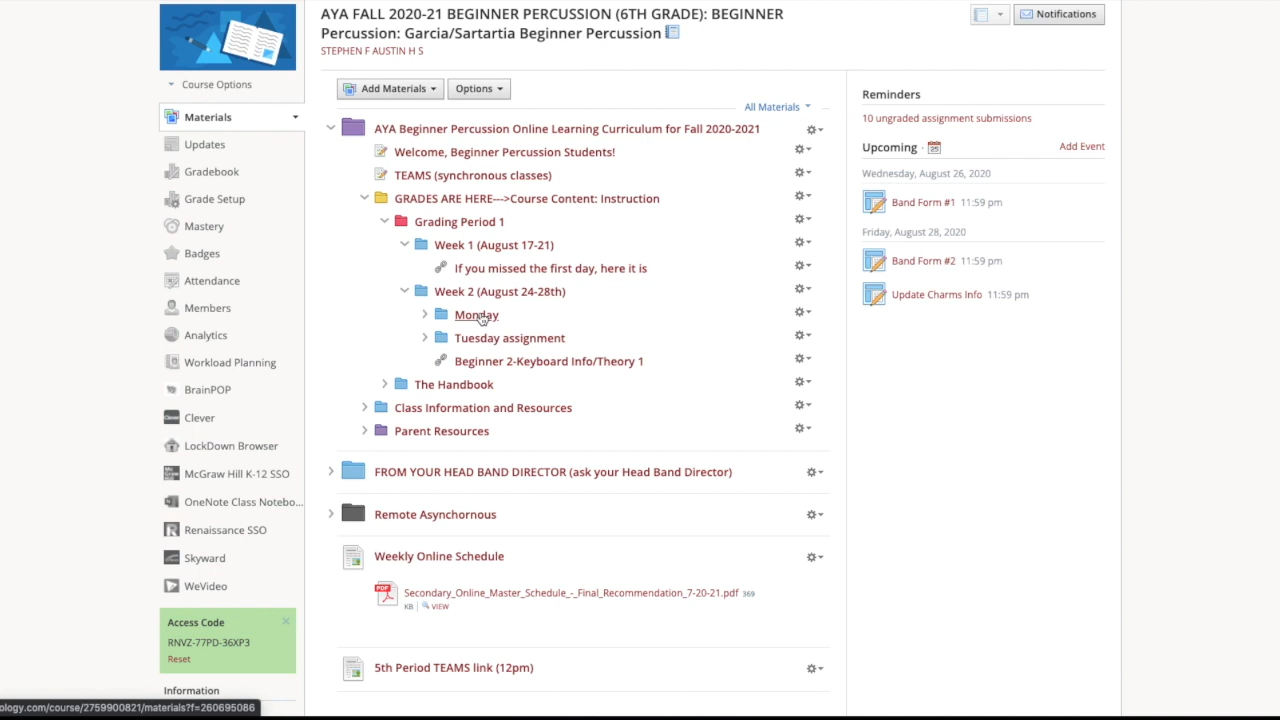 AYA FALL 2020-21 BEGINNER PERCUSSION (6TH GRADE): BEGINNER
Percussion: Garcia/Sartartia Beginner Percussion
STEPHEN F AUSTIN H S
Notifications
Course Options
Materials
Updates
Gradebook
Grade Setup
Mastery
Badges
Attendance
Members
Analytics
Workload Planning
BrainPOP
Clever
LockDown Browser
McGraw Hill K-12 SSO
OneNote Class Notebo...
Renaissance SSO
Skyward
WeVideo
Access Code
RNVZ-77PD-36XP3
Reset
Information
Add Materials
Options
All Materials
AYA Beginner Percussion Online Learning Curriculum for Fall 2020-2021
Welcome, Beginner Percussion Students!
TEAMS (synchronous classes)
GRADES ARE HERE--->Course Content: Instruction
Grading Period 1
Week 1 (August 17-21)
If you missed the first day, here it is
Week 2 (August 24-28th)
Monday
Tuesday assignment
Beginner 2-Keyboard Info/Theory 1
The Handbook
Class Information and Resources
Parent Resources
FROM YOUR HEAD BAND DIRECTOR (ask your Head Band Director)
Remote Asynchornous
Weekly Online Schedule
PDF
Secondary_Online_Master_Schedule_-_Final_Recommendation_7-20-21.pdf 369
KB | VIEW
5th Period TEAMS link (12pm)
Reminders
10 ungraded assignment submissions
Upcoming · 25
Add Event
Wednesday, August 26, 2020
Band Form #1 11:59 pm
Friday, August 28, 2020
Band Form #2 11:59 pm
Update Charms Info 11:59 pm
ology.com/course/2759900821/materials?f=260695086